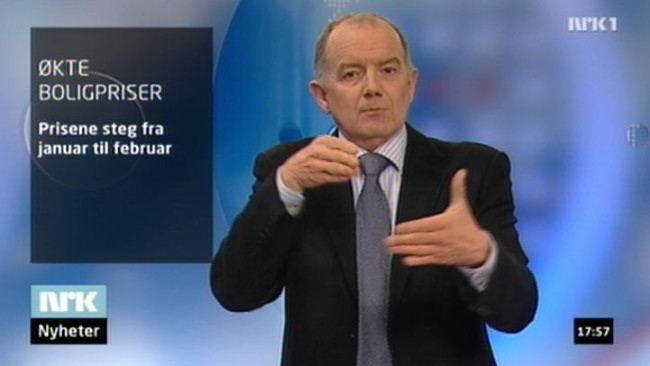 NRK1
ØKTE
BOLIGPRISER
Prisene steg fra
januar til februar
nrk
Nyheter
17:57